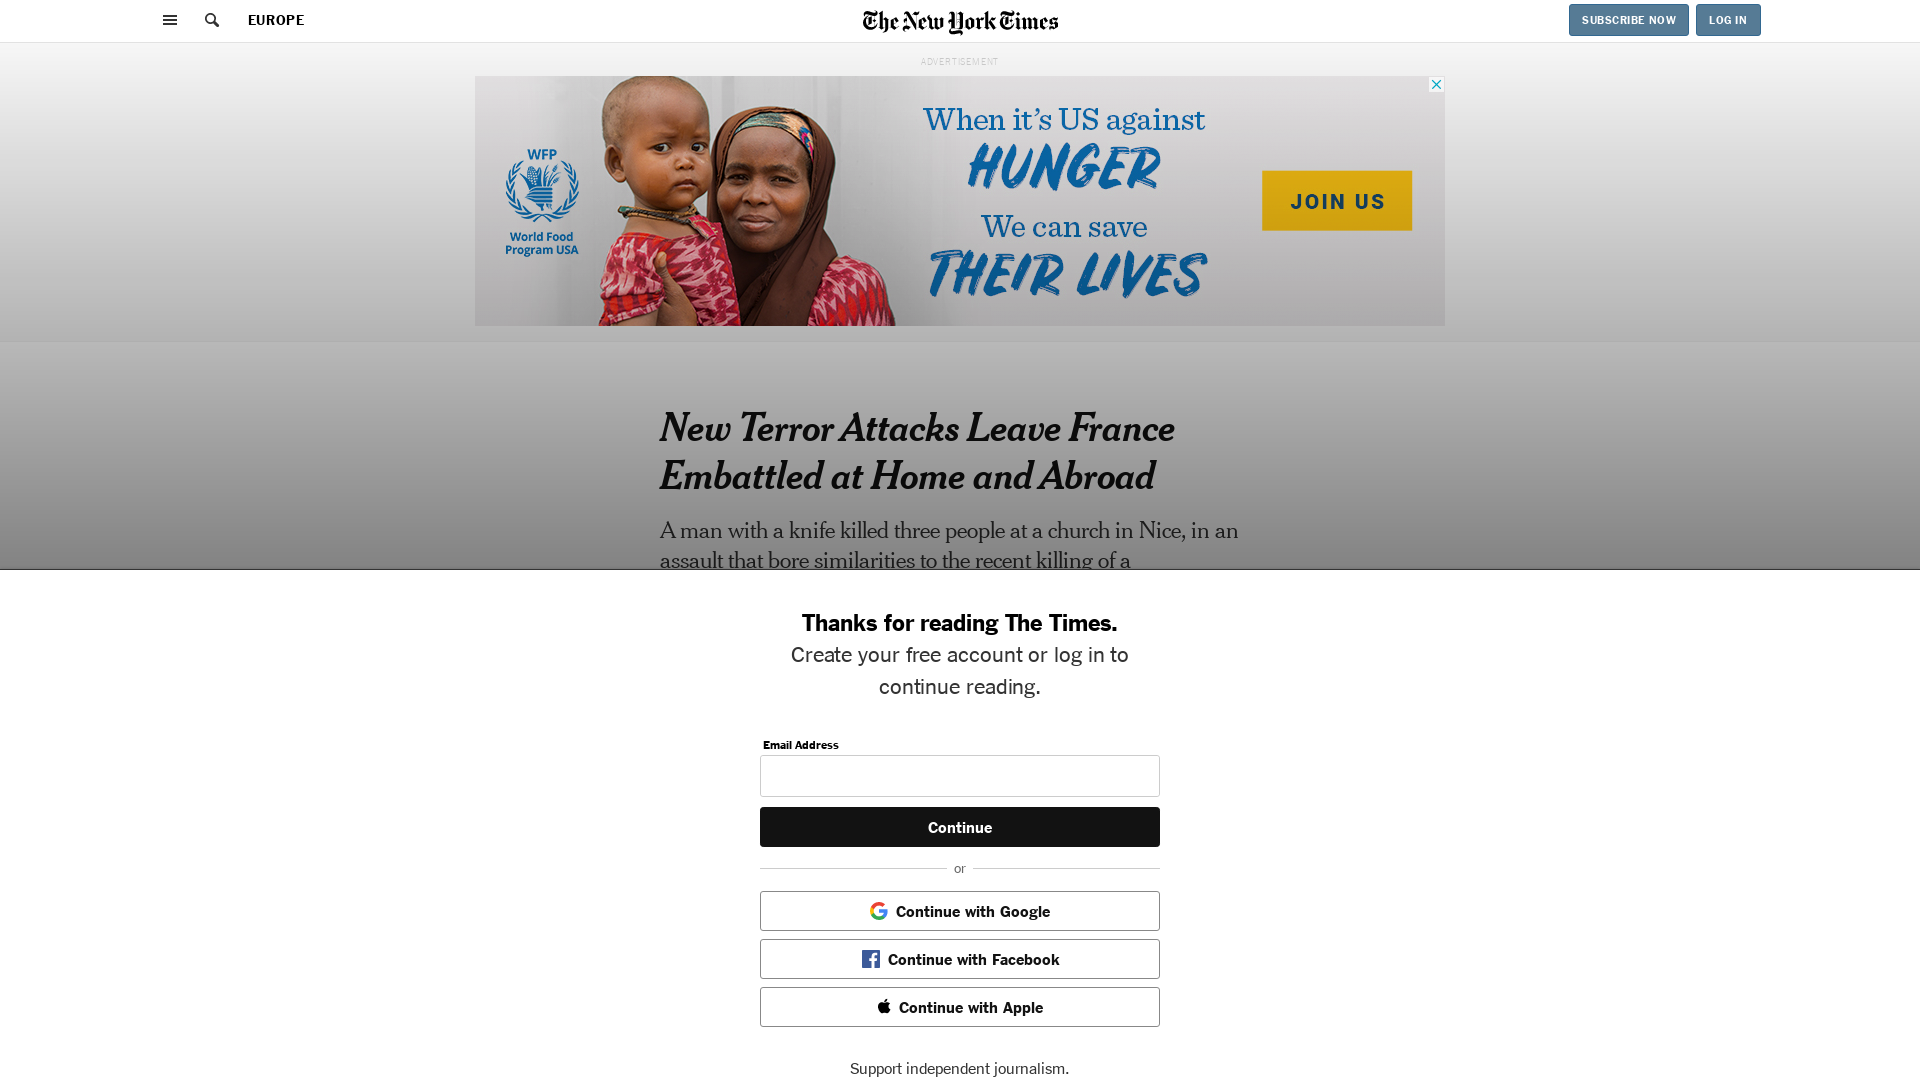 EUROPE
The New York Times
SUBSCRIBE NOW
LOG IN
ADVERTISEMENT
WFP
World Food
Program USA
When it's US against
HUNGER
We can save
THEIR LIVES
JOIN US
New Terror Attacks Leave France
Embattled at Home and Abroad
A man with a knife killed three people at a church in Nice, in an
assault that bore similarities to the recent killing of a
Thanks for reading The Times.
Create your free account or log in to
continue reading.
Email Address
Continue
or
Continue with Google
Continue with Facebook
Continue with Apple
Support independent journalism.